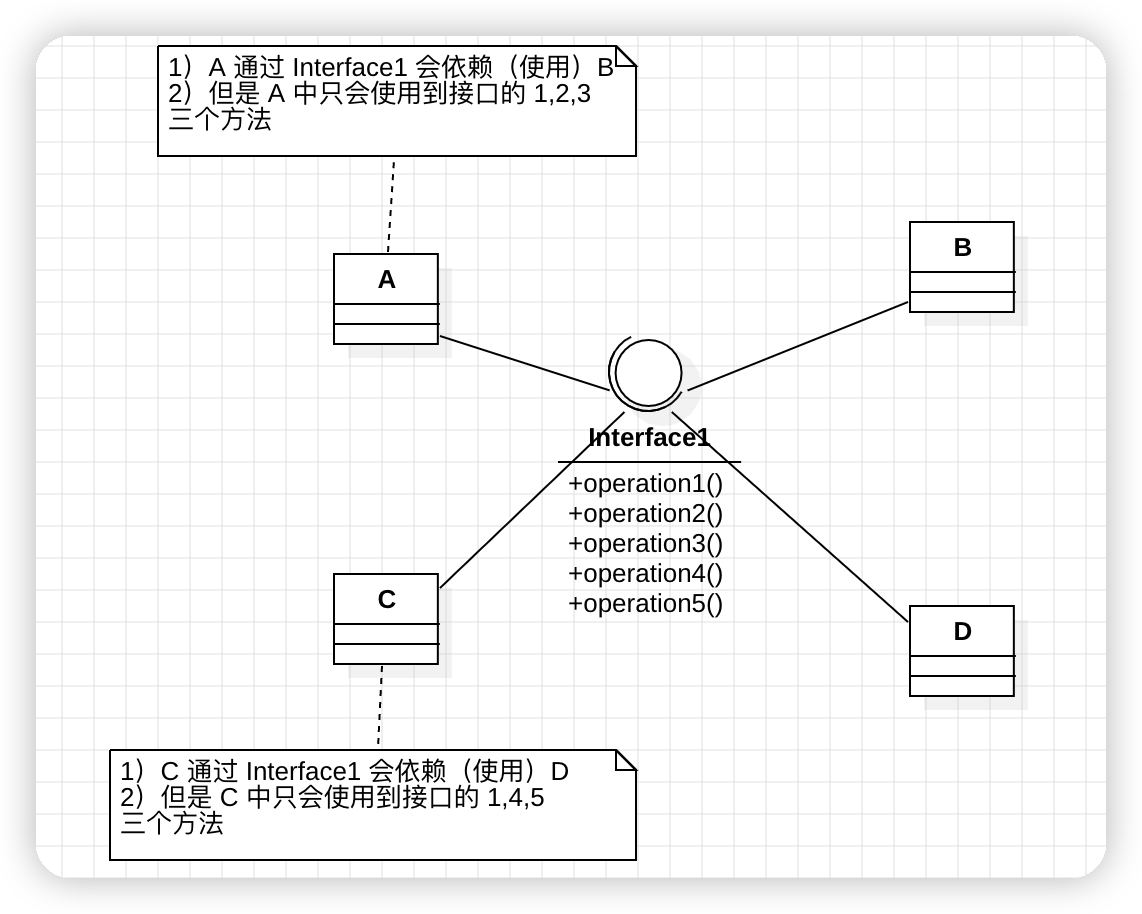 1）A 通过 Interface1 会依赖（使用）B
2）但是 A 中只会使用到接口的 1,2,3
三个方法
B
A
Interface1
+operation1()
+operation2()
+operation3()
+operation4()
+operation5()
C
D
1）C 通过 Interface1 会依赖（使用）D
2）但是 C 中只会使用到接口的 1,4,5
三个方法